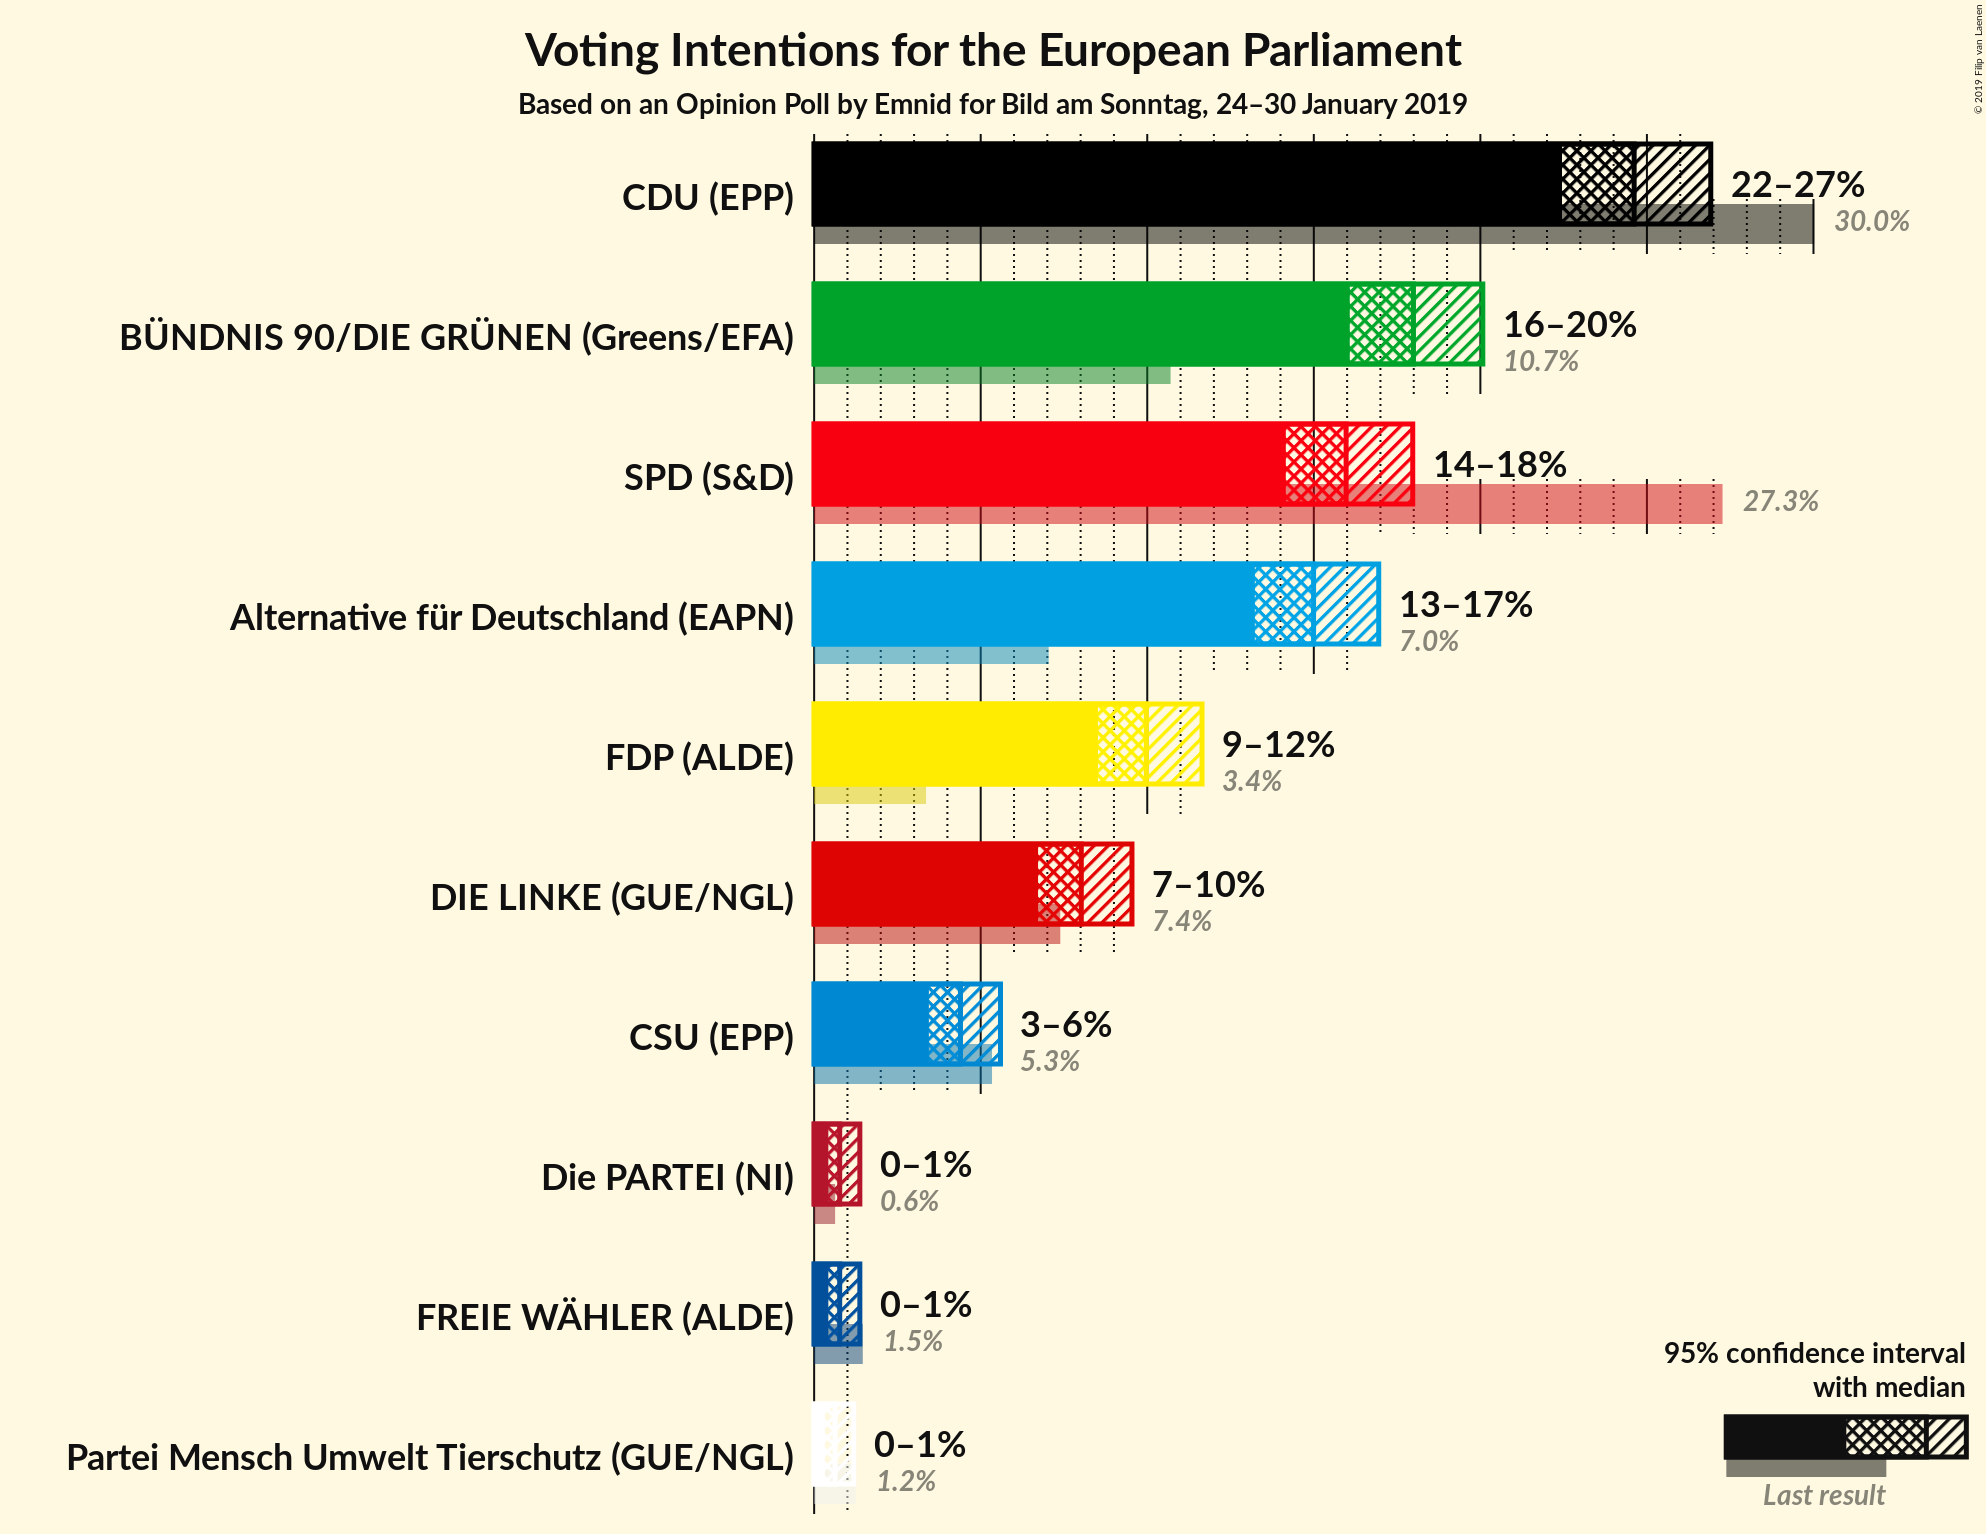 Voting Intentions for the European Parliament
Based on an Opinion Poll by Emnid for Bild am Sonntag, 24–30 January 2019
© 2019 Filip van Laenen
CDU (EPP)
22–27%
30.0%
BÜNDNIS 90/DIE GRÜNEN (Greens/EFA)
16–20%
10.7%
SPD (S&D)
14–18%
27.3%
Alternative für Deutschland (EAPN)
13–17%
7.0%
FDP (ALDE)
9–12%
3.4%
DIE LINKE (GUE/NGL)
7–10%
7.4%
CSU (EPP)
3–6%
5.3%
Die PARTEI (NI)
0–1%
0.6%
FREIE WÄHLER (ALDE)
0–1%
1.5%
Partei Mensch Umwelt Tierschutz (GUE/NGL)
0–1%
1.2%
95% confidence interval
with median
Last result